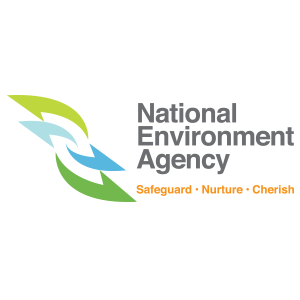 National
Environment
Agency
Safeguard · Nurture · Cherish